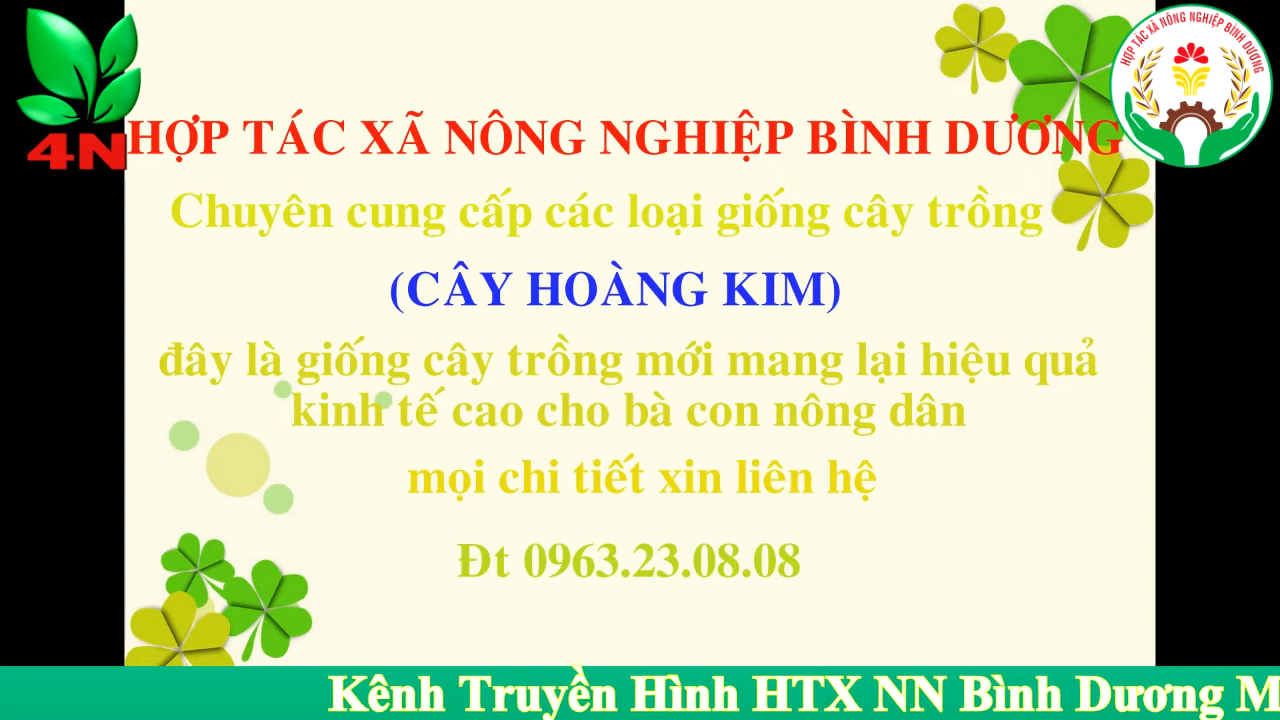 4N
HỢP TÁC XÃ NÔNG NGHIỆP BÌNH DƯƠNG
HỢP TÁC XÃ NÔNG NGHIỆP BÌNH DƯƠNG
Chuyên cung cấp các loại giống cây trồng
(CÂY HOÀNG KIM)
đây là giống cây trồng mới mang lại hiệu quả
kinh tế cao cho bà con nông dân
mọi chi tiết xin liên hệ
Đt 0963.23.08.08
Kênh Truyền Hình HTX NN Bình Dương M